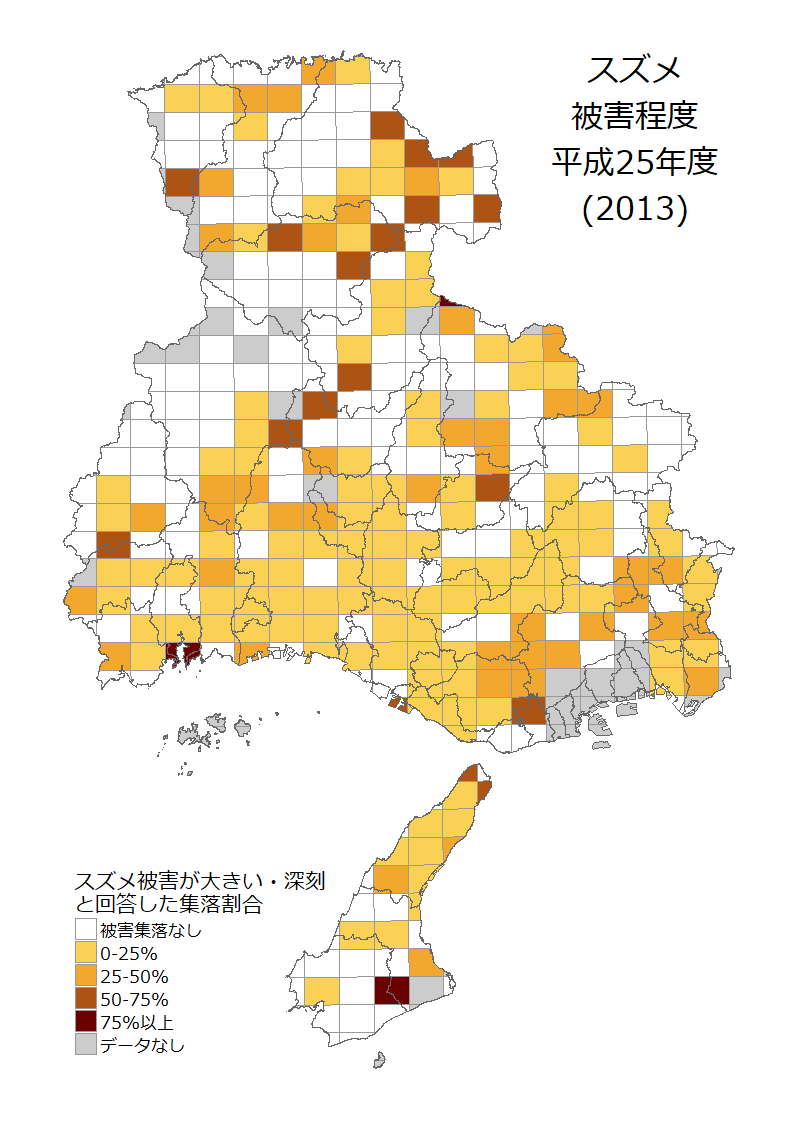 スズメ
被害程度
平成25年度
(2013)
スズメ被害が大きい・深刻
と回答した集落割合
被害集落なし
0-25%
25-50%
50-75%
75%以上
データなし